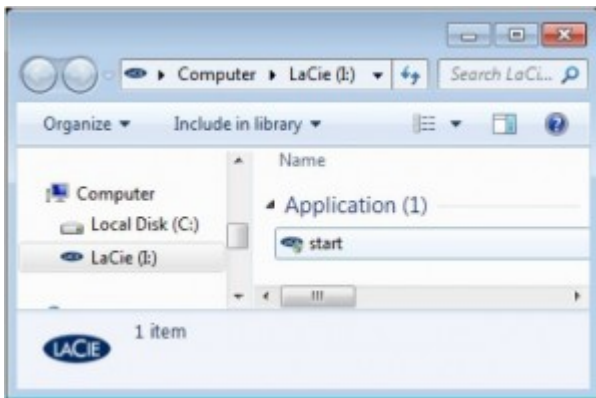 Computer LaCie (I:) Search LaCi...
Organize Include in library
Name
Computer
Application (1)
Local Disk (C:)
start
LaCie (I:)
LACIE
1 item